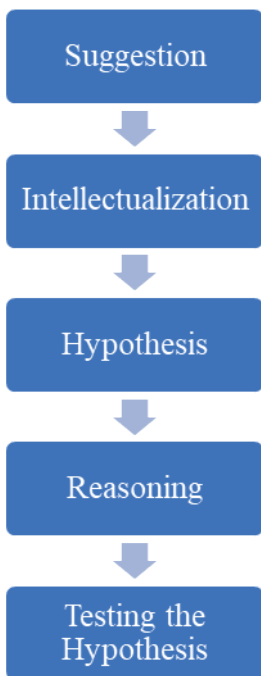 Suggestion
Intellectualization
Hypothesis
Reasoning
Testing the
Hypothesis